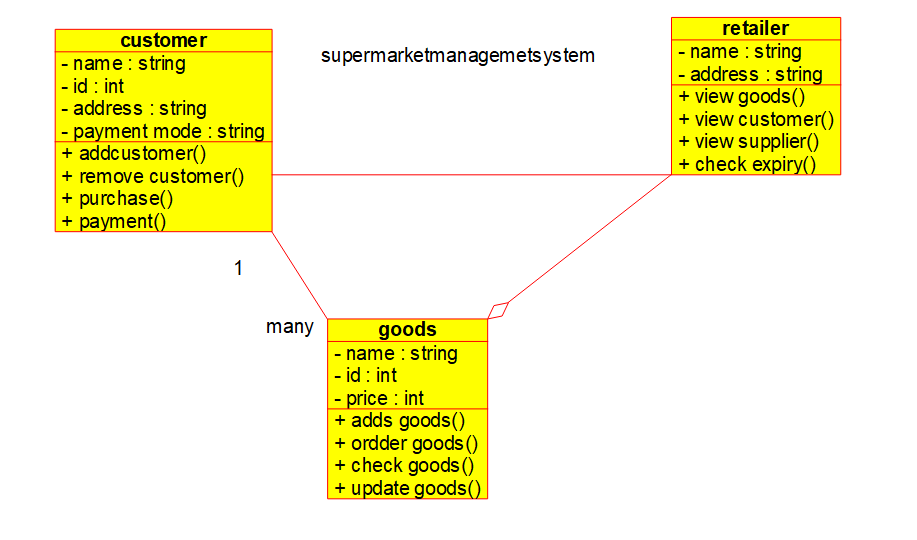 customer
- name : string
- id : int
- address : string
- payment mode : string
+ addcustomer()
+ remove customer()
+ purchase()
+ payment()
supermarketmanagemetsystem
retailer
- name : string
- address : string
+ view goods()
+ view customer()
+ view supplier()
+ check expiry()
1
many
goods
- name : string
- id : int
- price : int
+ adds goods()
+ ordder goods()
+ check goods()
+ update goods()